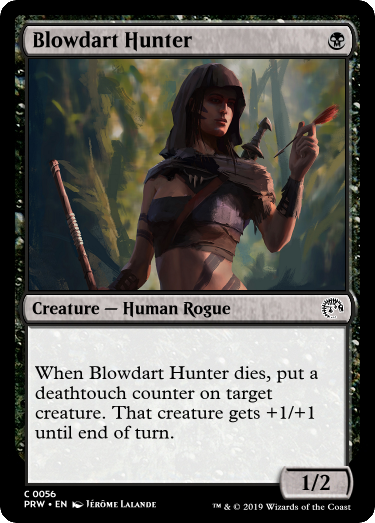 Blowdart Hunter
Creature — Human Rogue
When Blowdart Hunter dies, put a
deathtouch counter on target
creature. That creature gets +1/+1
until end of turn.
1/2
C 0056
PRW • EN Jérôme Lalande
™ & © 2019 Wizards of the Coast